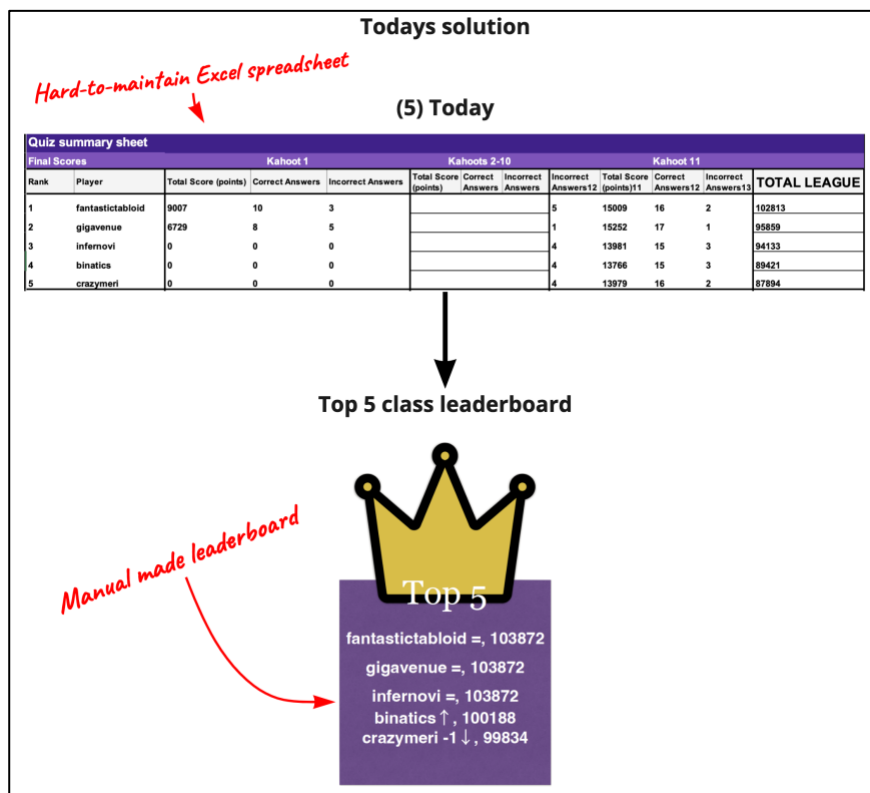 Todays solution
Hard-to-maintain Excel spreadsheet
(5) Today
Quiz summary sheet
Final Scores Kahoot 1 Kahoots 2-10 Kahoot 11
Rank Player Total Score (points) Correct Answers Incorrect Answers Total Score (points) Correct Answers Incorrect Answers Incorrect Answers12 Total Score (points)11 Correct Answers12 Incorrect Answers13 TOTAL LEAGUE
1 fantastictabloid 9007 10 3 5 15009 16 2 102813
2 gigavenue 6729 8 5 1 15252 17 1 95859
3 infernovi 0 0 0 4 13981 15 3 94133
4 binatics 0 0 0 4 13766 15 3 89421
5 crazymeri 0 0 0 4 13979 16 2 87894
Top 5 class leaderboard
Manual made leaderboard
Top 5
fantastictabloid =, 103872
gigavenue =, 103872
infernovi =, 103872
binatics ↑ , 100188
crazymeri -1 ↓ , 99834